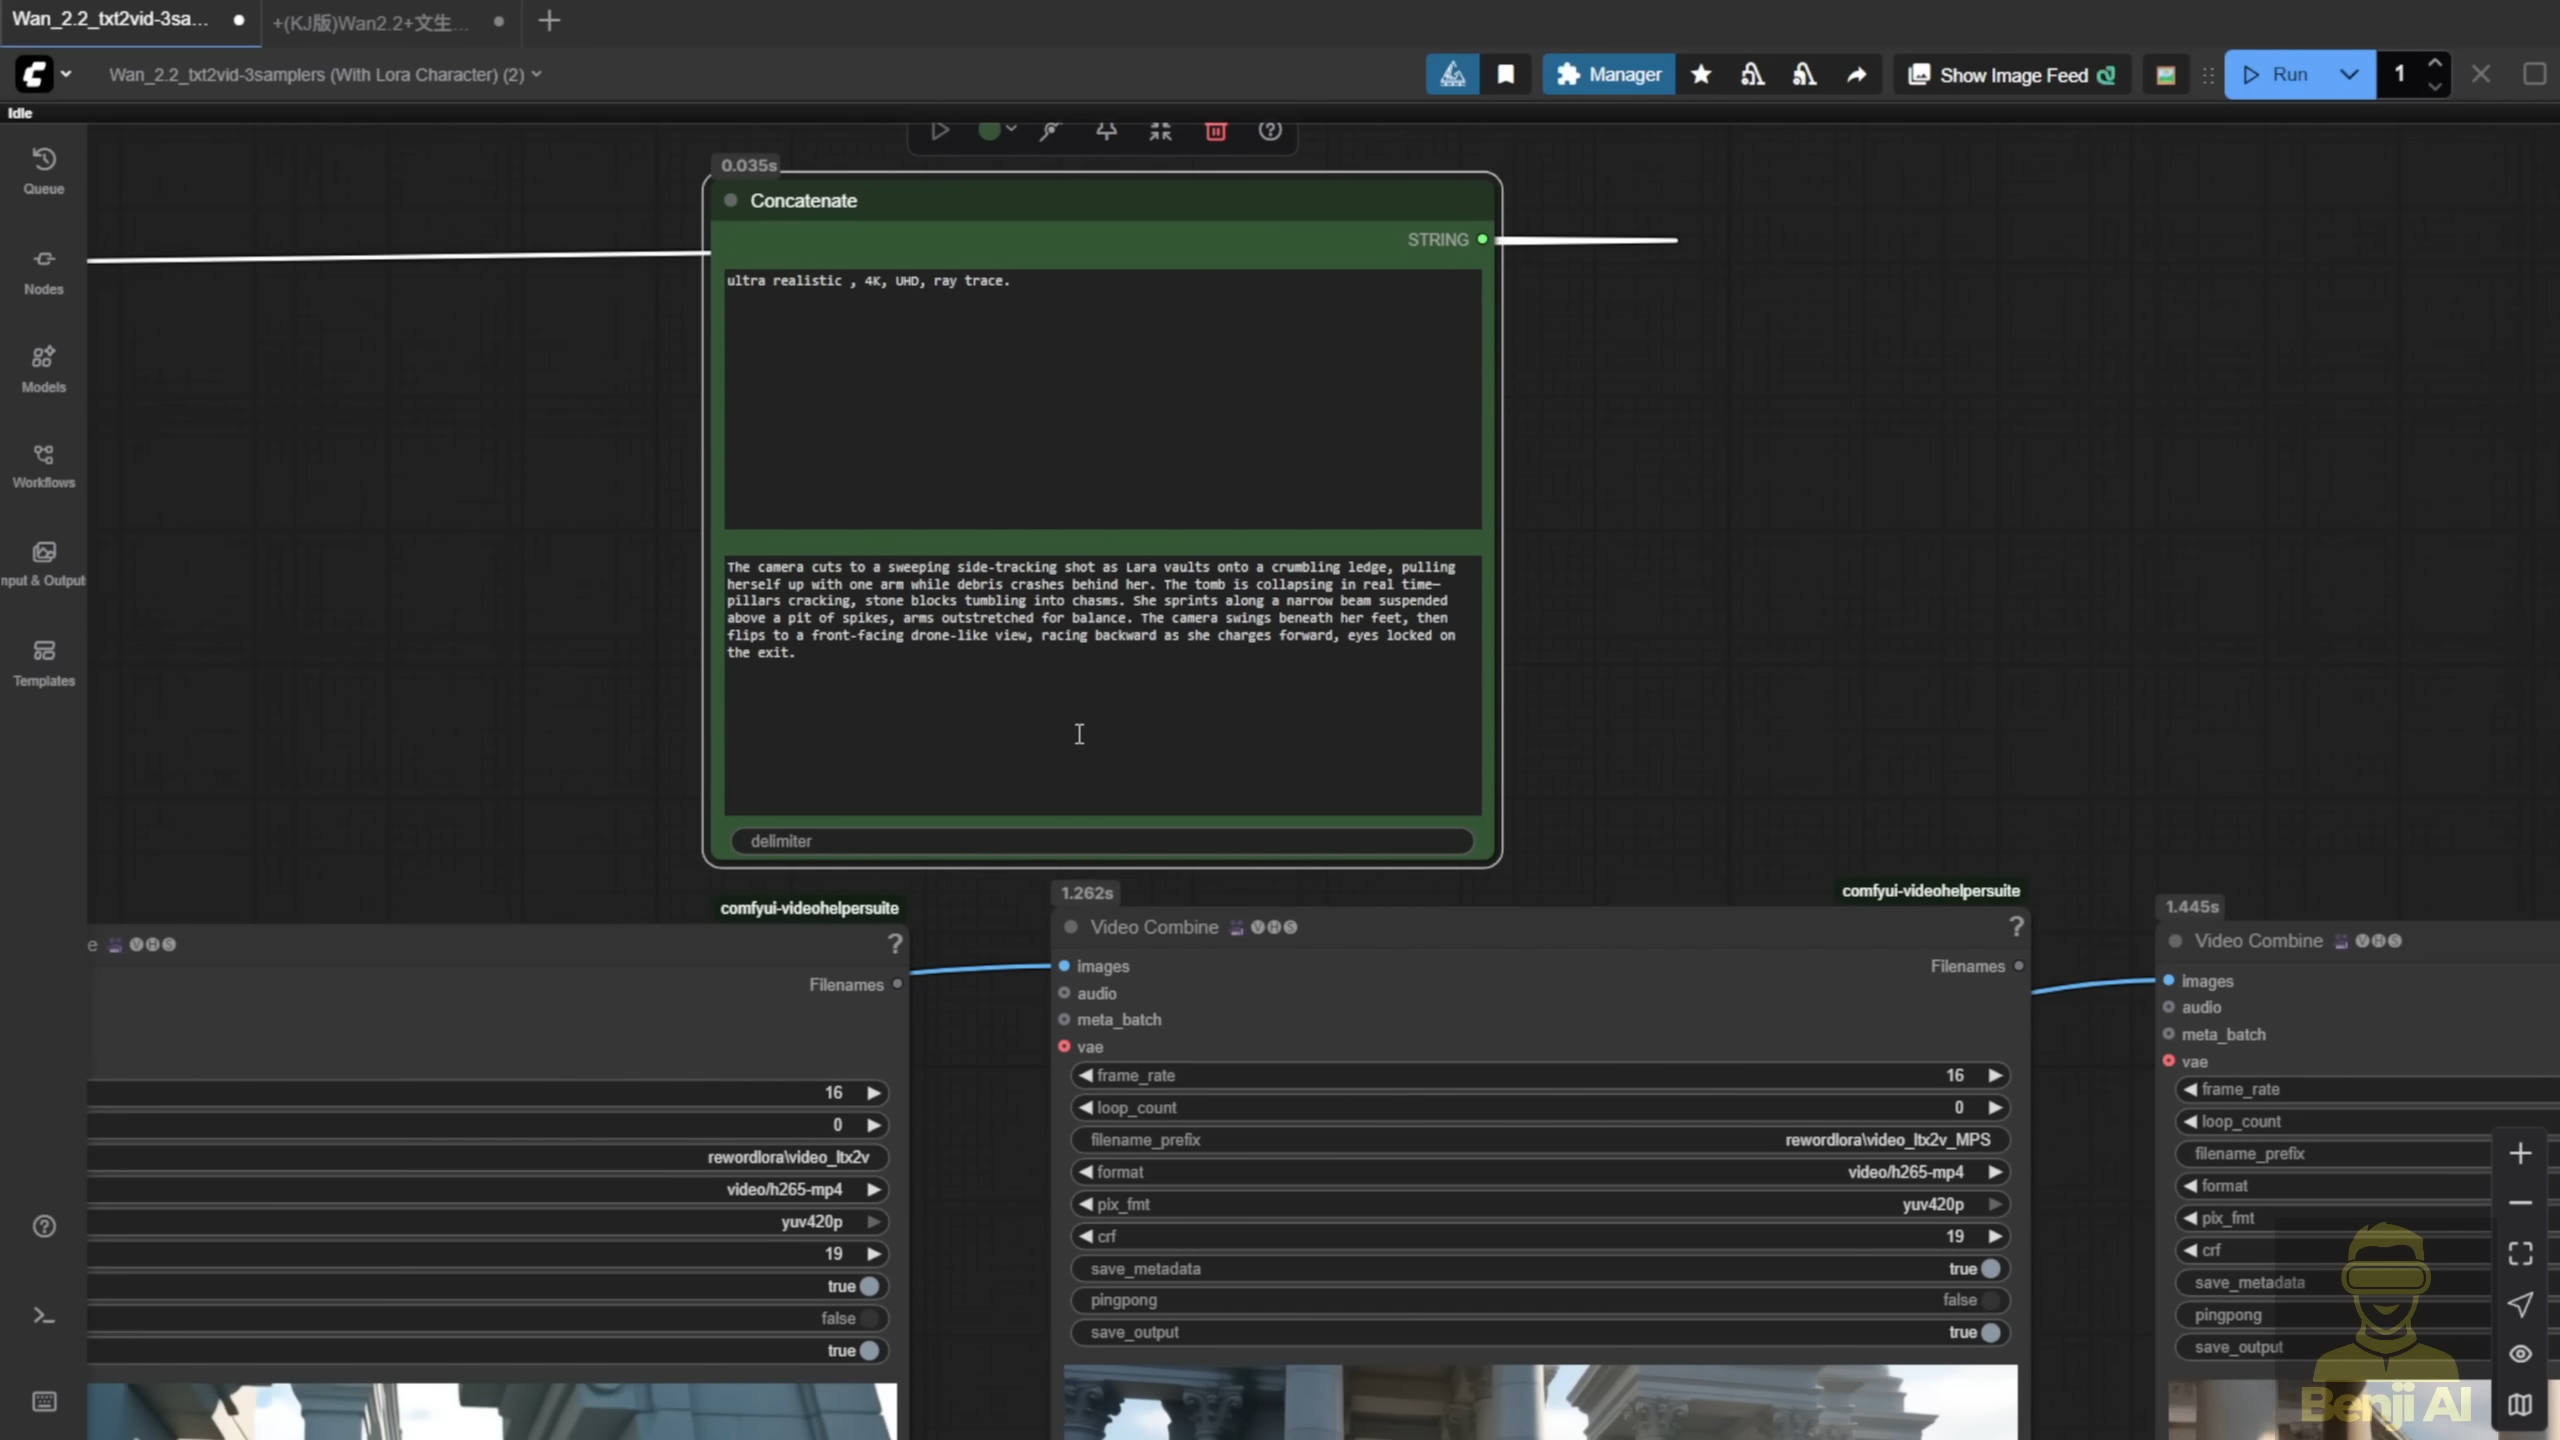 Wan_2.2_txt2vid-3sa...
+(KJ版)Wan2.2+文生...
Wan_2.2_txt2vid-3samplers (With Lora Character) (2)
Manager
Show Image Feed
Run
1
Idle
Queue
Nodes
Models
Workflows
nput & Output
Templates
0.035s
Concatenate
STRING
ultra realistic , 4K, UHD, ray trace.
The camera cuts to a sweeping side-tracking shot as Lara vaults onto a crumbling ledge, pulling
herself up with one arm while debris crashes behind her. The tomb is collapsing in real time—
pillars cracking, stone blocks tumbling into chasms. She sprints along a narrow beam suspended
above a pit of spikes, arms outstretched for balance. The camera swings beneath her feet, then
flips to a front-facing drone-like view, racing backward as she charges forward, eyes locked on
the exit.
delimiter
comfyui-videohelpersuite
e VHS
?
Filenames
16
0
rewordlora\video_ltx2v
video/h265-mp4
yuv420p
19
true
false
true
1.262s
comfyui-videohelpersuite
Video Combine VHS
?
images
Filenames
audio
meta_batch
vae
frame_rate 16
loop_count 0
filename_prefix rewordlora\video_ltx2v_MPS
format video/h265-mp4
pix_fmt yuv420p
crf 19
save_metadata true
pingpong false
save_output true
1.445s
Video Combine VHS
images
audio
meta_batch
vae
frame_rate
loop_count
filename_prefix
format
pix_fmt
crf
save_metadata
pingpong
save_output
Benji AI